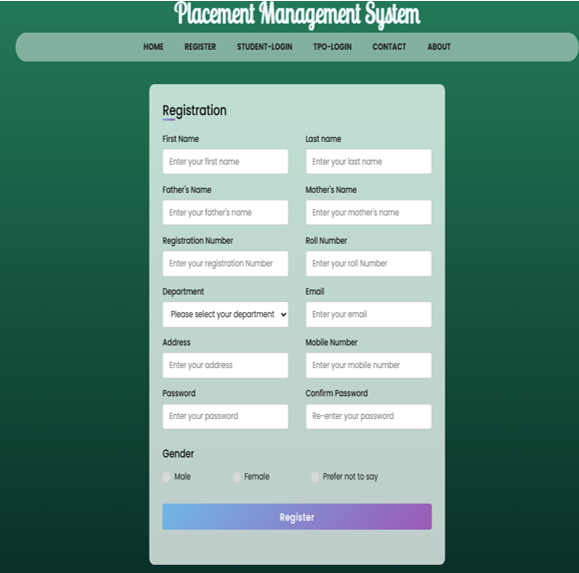 Placement Management System
HOME REGISTER STUDENT-LOGIN TPO-LOGIN CONTACT ABOUT
Registration
First Name Last name
Enter your first name Enter your last name
Father's Name Mother's Name
Enter your father's name Enter your mother's name
Registration Number Roll Number
Enter your registration Number Enter your roll Number
Department Email
Please select your department Enter your email
Address Mobile Number
Enter your address Enter your mobile number
Password Confirm Password
Enter your password Re-enter your password
Gender
Male Female Prefer not to say
Register